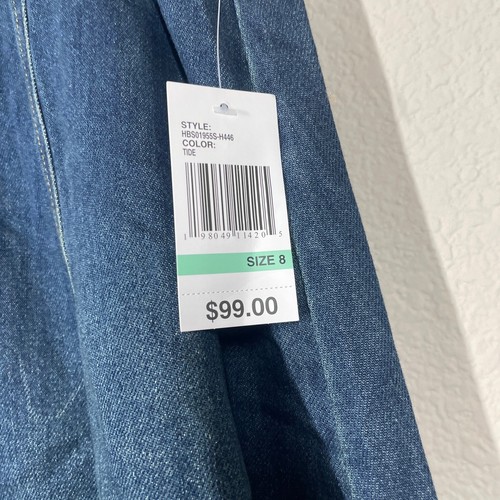 STYLE:
HBS01955S-H446
COLOR:
TIDE
1 98049 11420 5
SIZE 8
$99.00